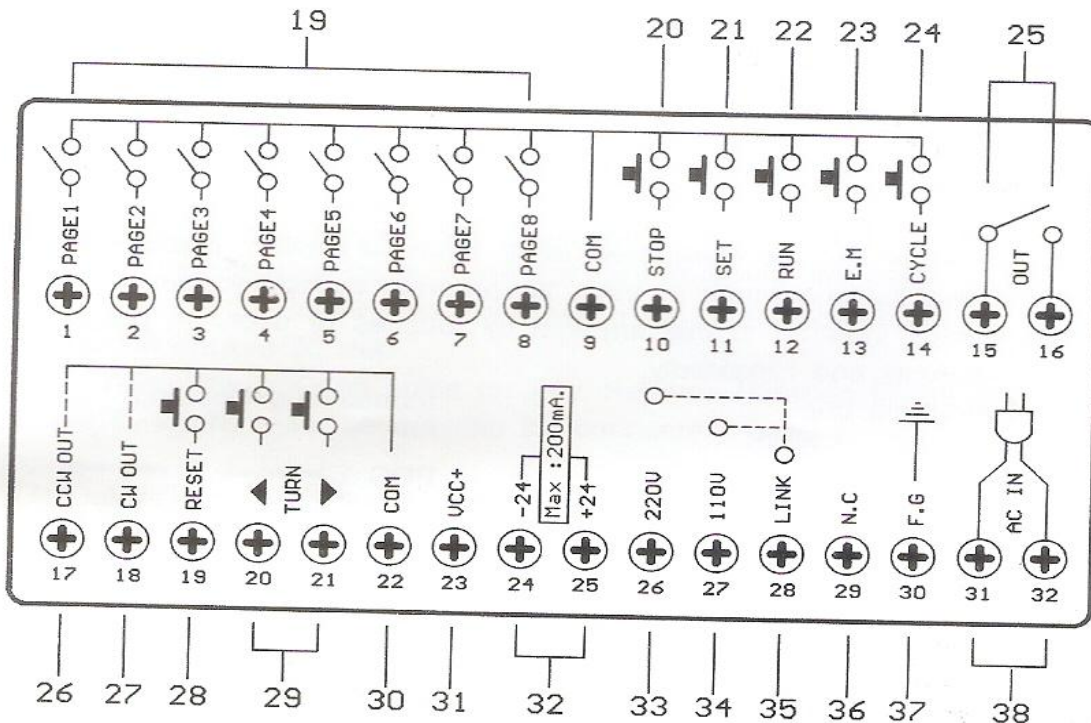 19 20 21 22 23 24 25
PAGE1 PAGE2 PAGE3 PAGE4 PAGE5 PAGE6 PAGE7 PAGE8 COM STOP SET RUN E.M CYCLE OUT
1 2 3 4 5 6 7 8 9 10 11 12 13 14 15 16
CCW OUT CW OUT RESET TURN COM VCC+ -24 Max :200mA. +24 220V 110V LINK N.C F.G AC IN
17 18 19 20 21 22 23 24 25 26 27 28 29 30 31 32
26 27 28 29 30 31 32 33 34 35 36 37 38